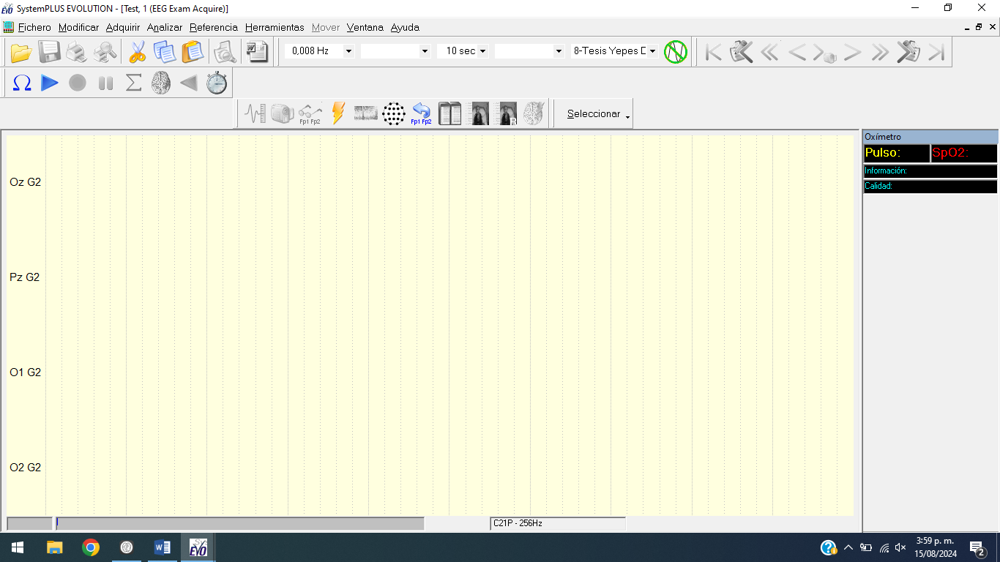 SystemPLUS EVOLUTION - [Test, 1 (EEG Exam Acquire)]
Fichero Modificar Adquirir Analizar Referencia Herramientas Mover Ventana Ayuda
0,008 Hz 10 sec 8-Tesis Yepes D
Fp1 Fp2 Fp1 Fp2 B Seleccionar
Oxímetro
Pulso: SpO2:
Información:
Calidad:
Oz G2
Pz G2
O1 G2
O2 G2
C21P - 256Hz
EVO
3:59 p. m.
15/08/2024
2